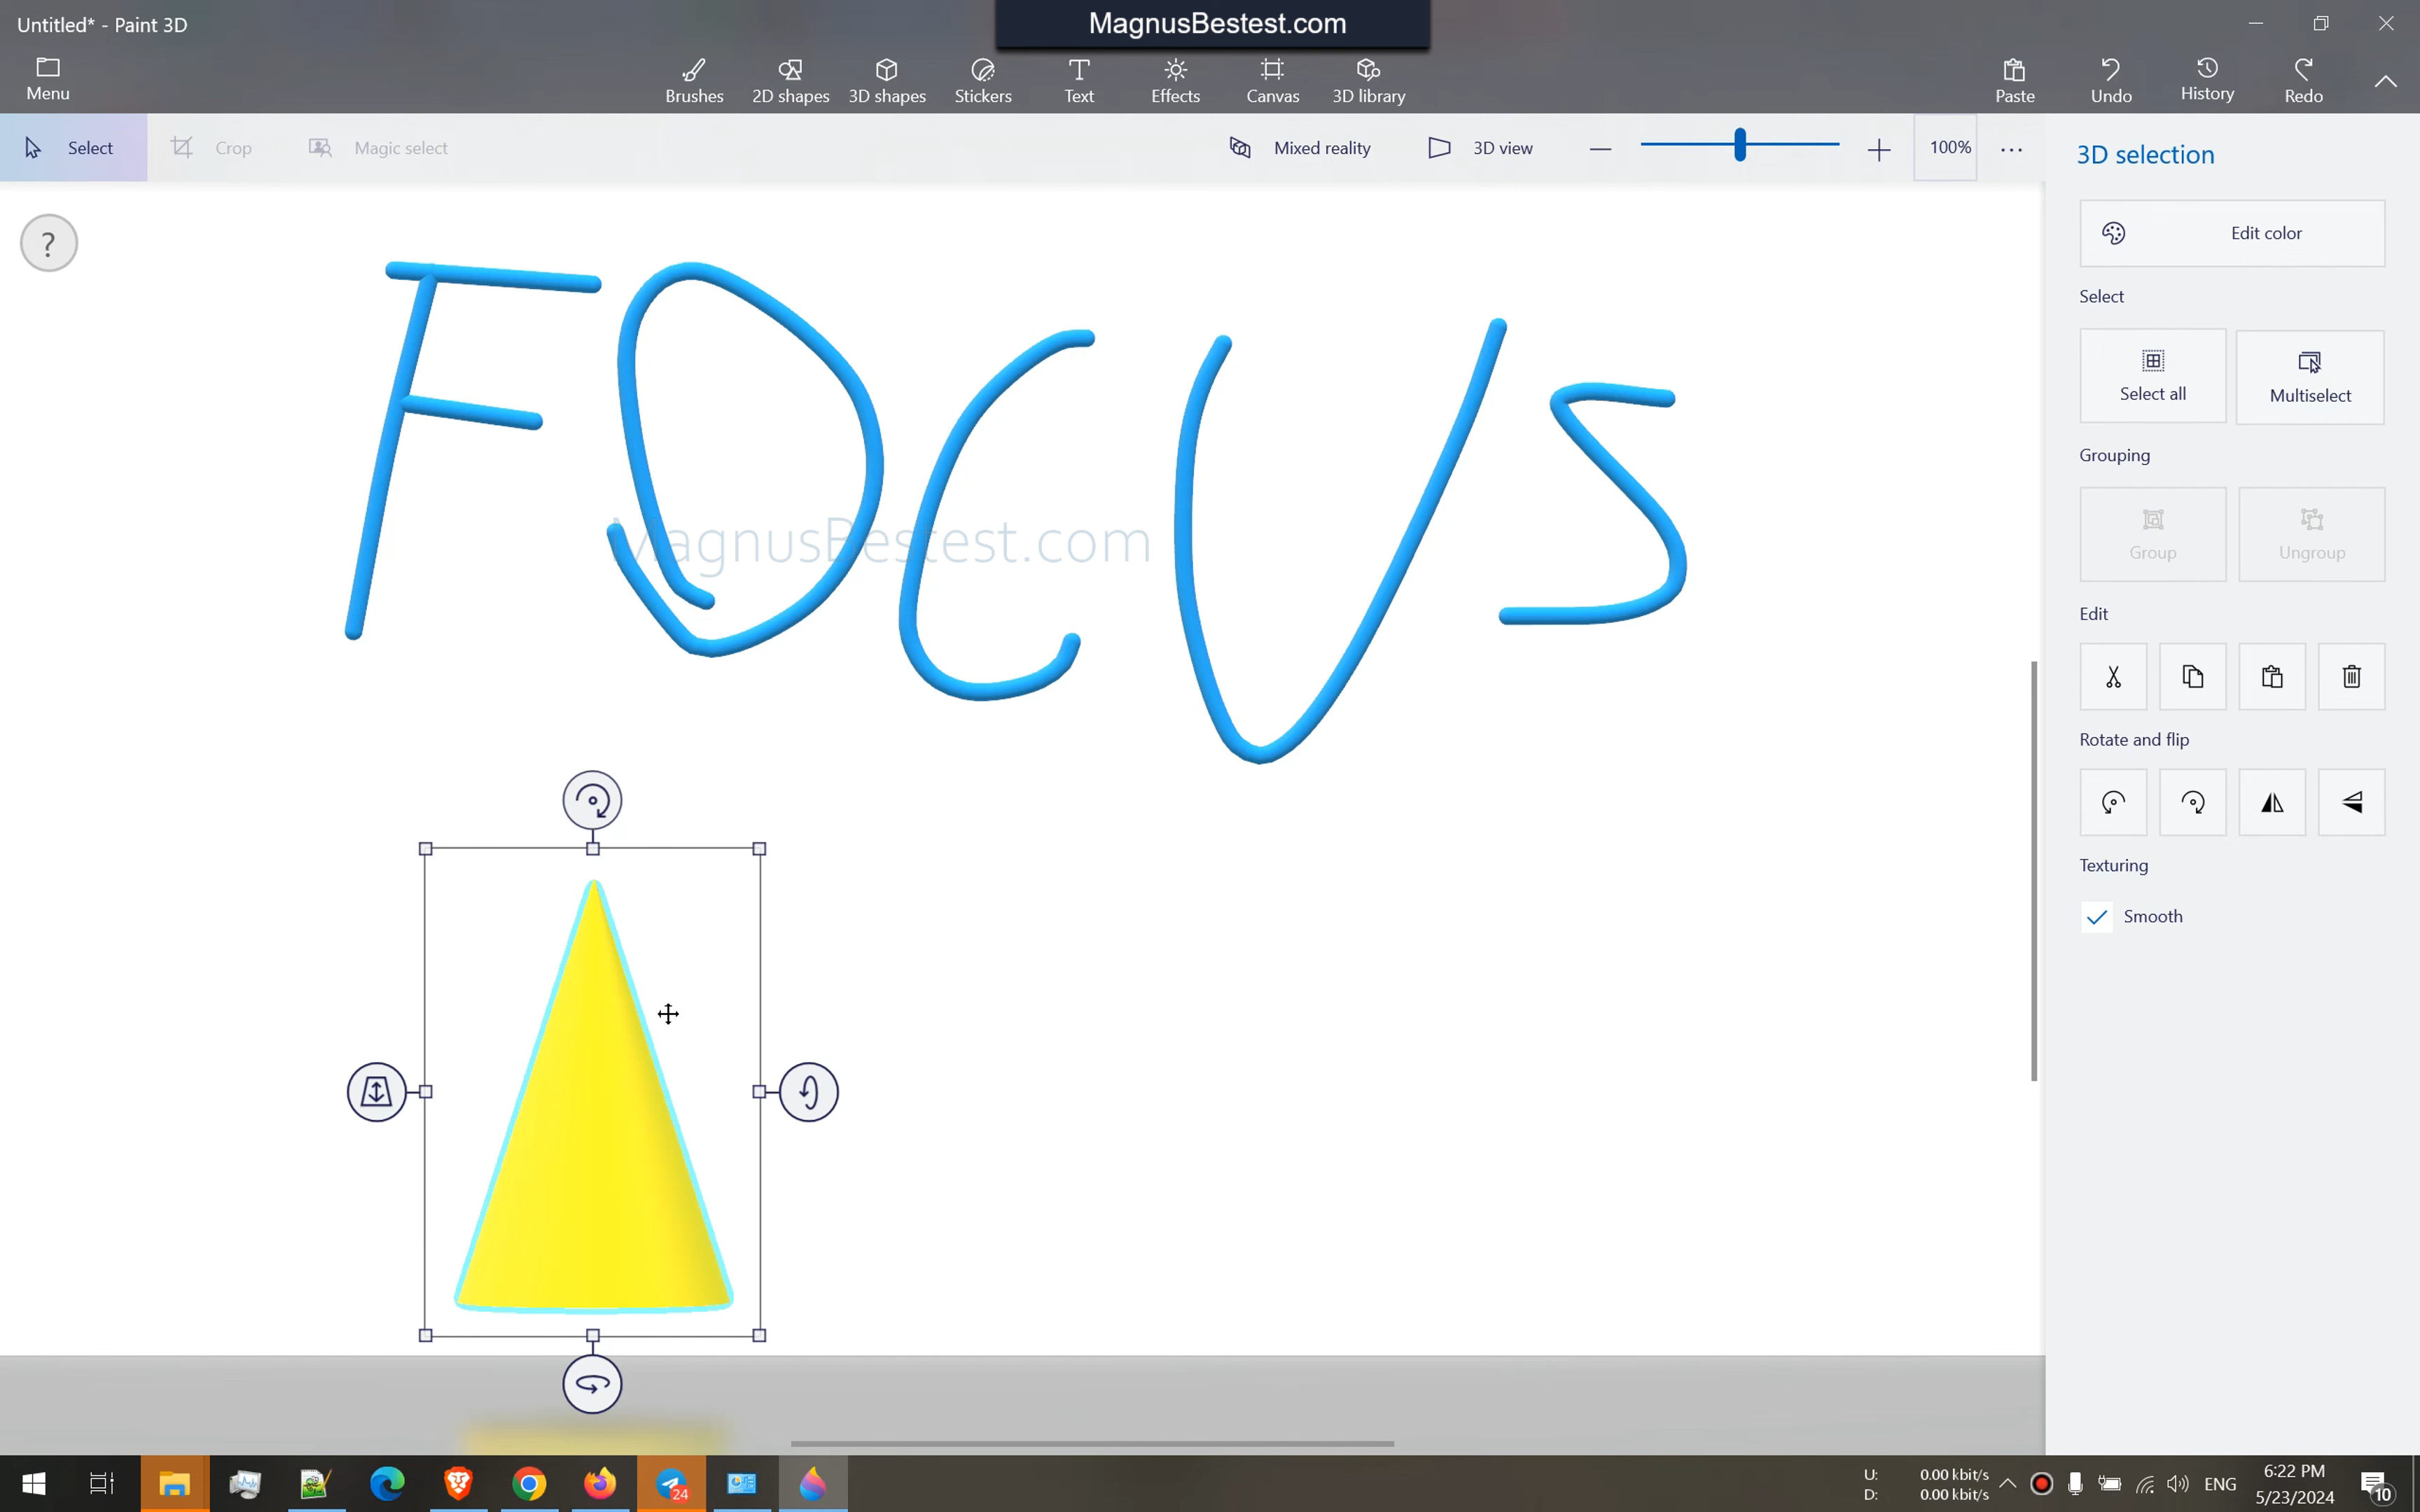 Untitled* - Paint 3D
MagnusBestest.com
Menu
Brushes 2D shapes 3D shapes Stickers Text Effects Canvas 3D library
Paste Undo History Redo
Select Crop Magic select
Mixed reality 3D view 100%
3D selection
?
Edit color
Select
Select all Multiselect
Grouping
Group Ungroup
Edit
Rotate and flip
Texturing
Smooth
FOCUS
MagnusBestest.com
24
U: 0.00 kbit/s
D: 0.00 kbit/s
ENG
6:22 PM
5/23/2024
10